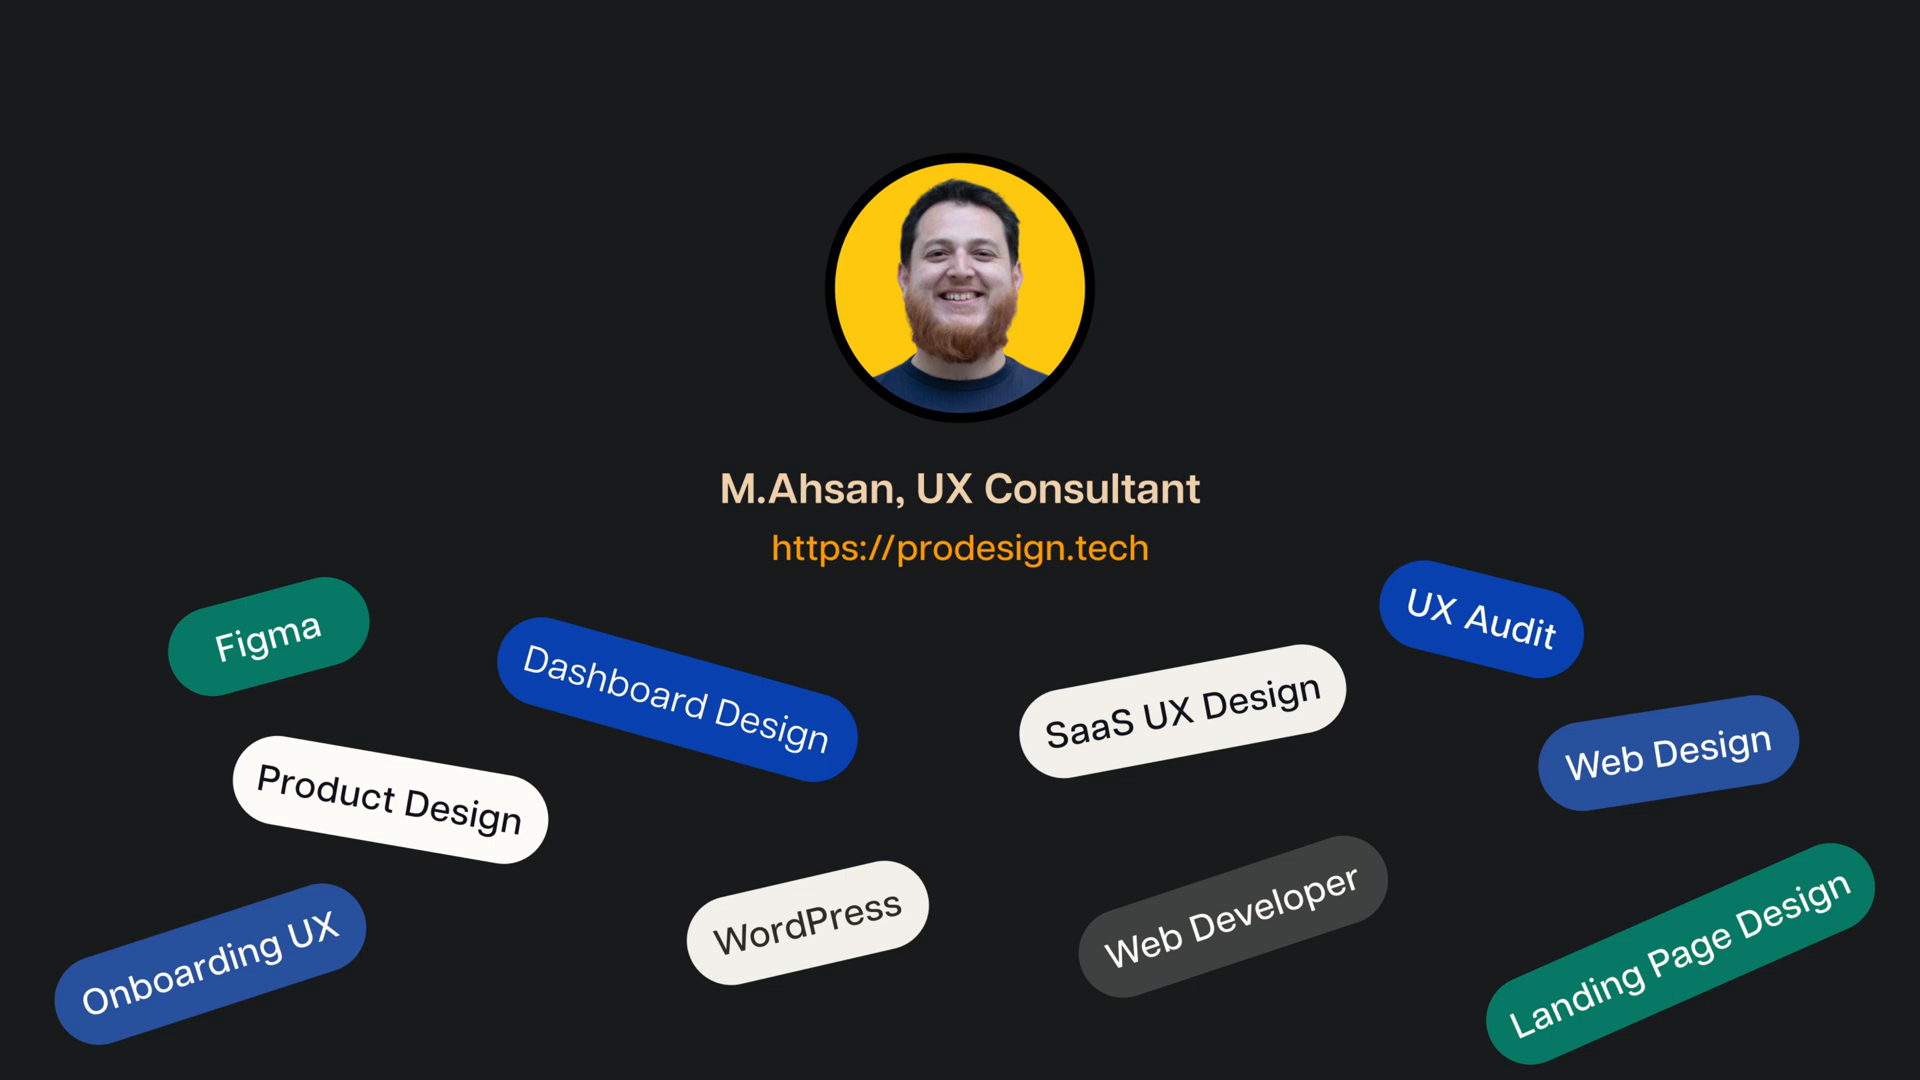 M.Ahsan, UX Consultant
https://prodesign.tech
Figma
Dashboard Design
SaaS UX Design
UX Audit
Product Design
Web Design
Onboarding UX
WordPress
Web Developer
Landing Page Design